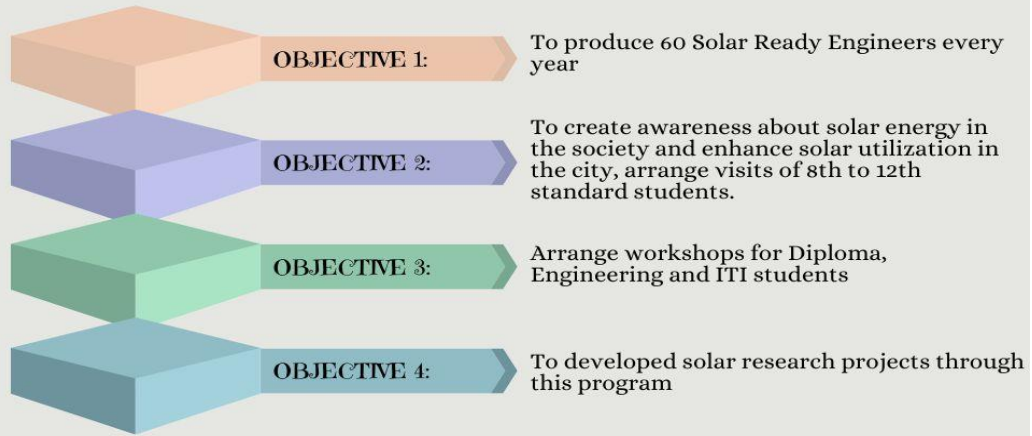 OBJECTIVE 1:
To produce 60 Solar Ready Engineers every
year
OBJECTIVE 2:
To create awareness about solar energy in
the society and enhance solar utilization in
the city, arrange visits of 8th to 12th
standard students.
OBJECTIVE 3:
Arrange workshops for Diploma,
Engineering and ITI students
OBJECTIVE 4:
To developed solar research projects through
this program